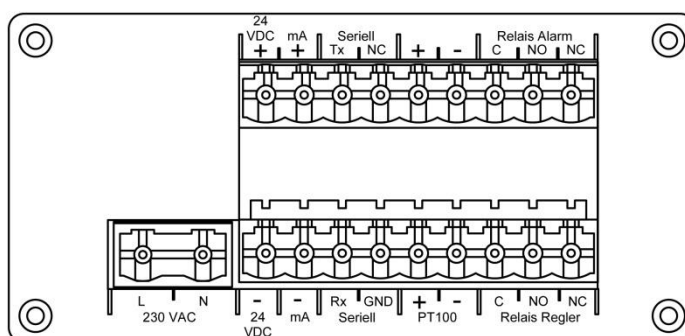 24
VDC mA Seriell Relais Alarm
+ + Tx NC + - C NO NC
L N - - Rx GND + - C NO NC
230 VAC 24 mA Seriell PT100 Relais Regler
VDC